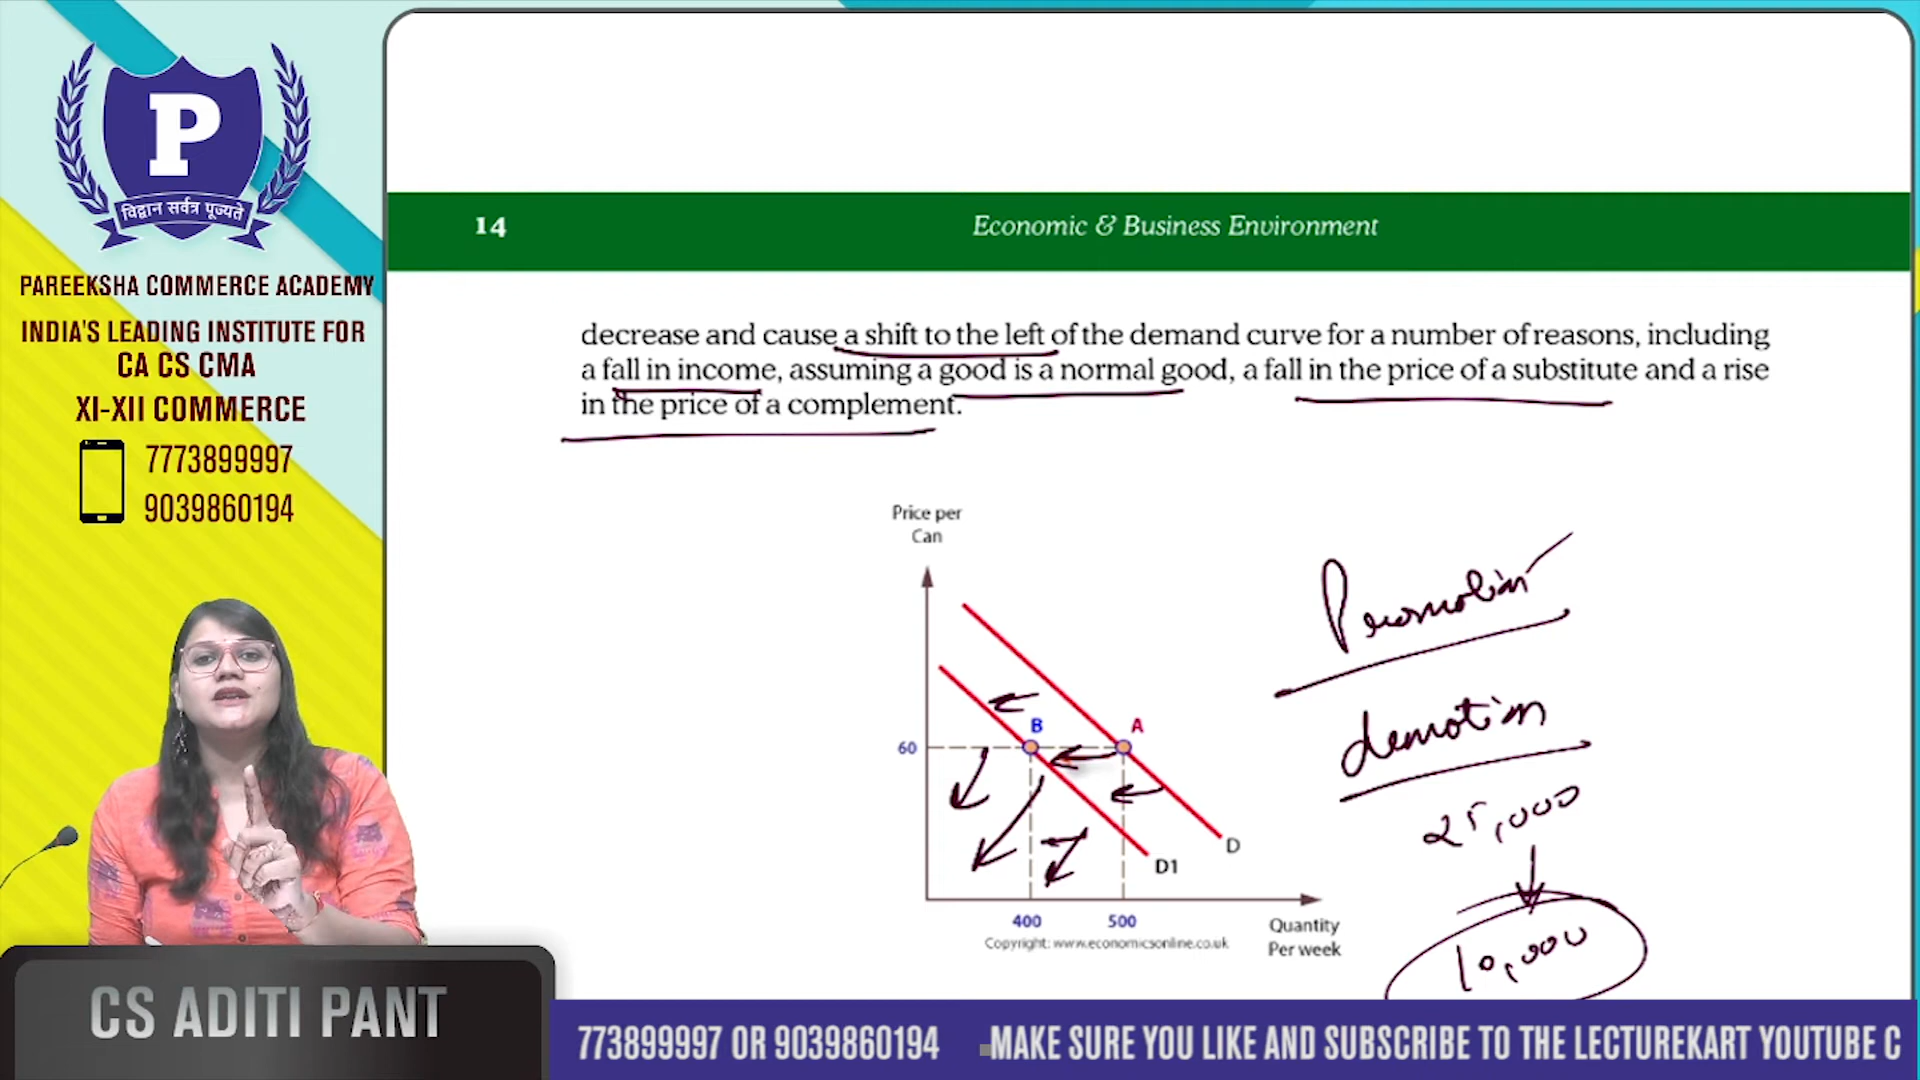 P
विद्वान सर्वत्र पूज्यते
PAREEKSHA COMMERCE ACADEMY
INDIA'S LEADING INSTITUTE FOR
CA CS CMA
XI-XII COMMERCE
7773899997
9039860194
14
Economic & Business Environment
decrease and cause a shift to the left of the demand curve for a number of reasons, including
a fall in income, assuming a good is a normal good, a fall in the price of a substitute and a rise
in the price of a complement.
Price per
Can
60
B
A
D
D1
400
500
Quantity
Per week
Copyright: www.economicsonline.co.uk
Promotion
demotion
25,000
10,000
CS ADITI PANT
773899997 OR 9039860194
MAKE SURE YOU LIKE AND SUBSCRIBE TO THE LECTUREKART YOUTUBE C